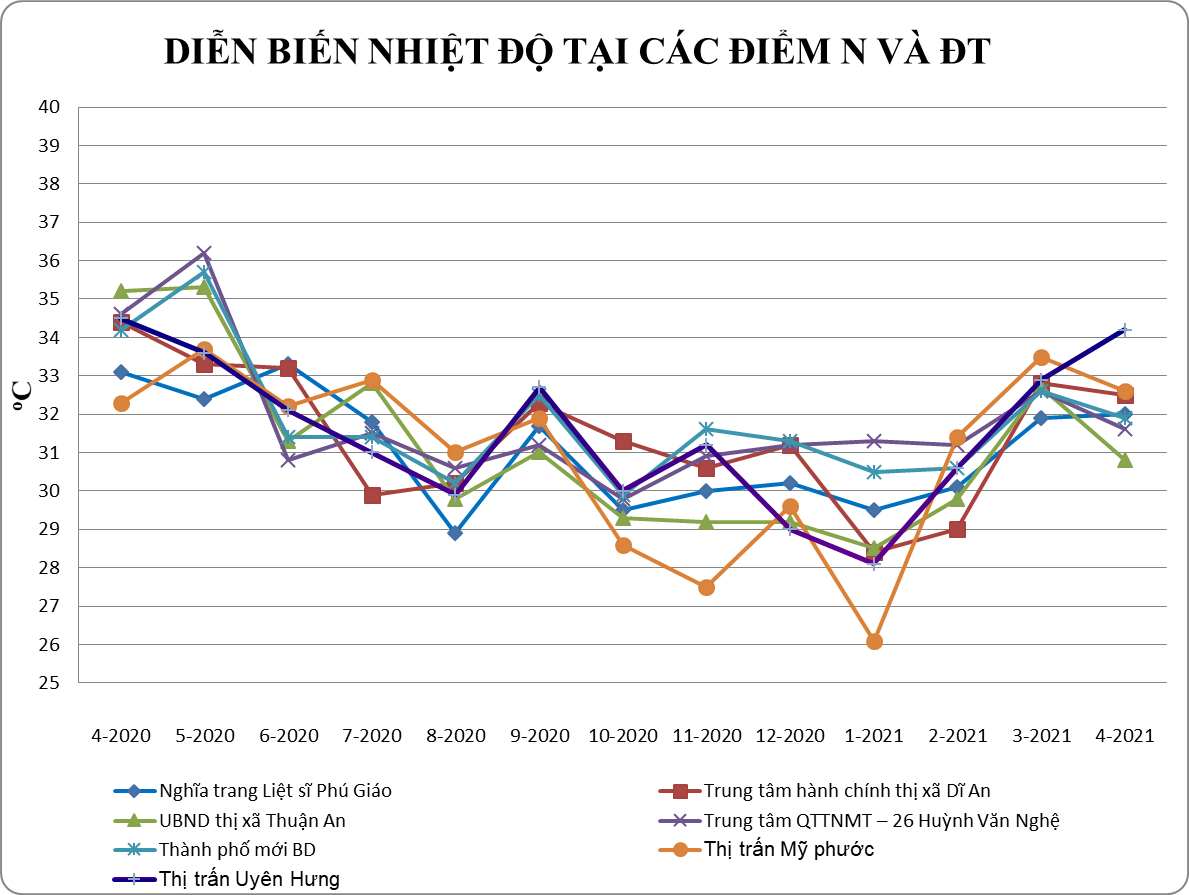 DIỄN BIẾN NHIỆT ĐỘ TẠI CÁC ĐIỂM N VÀ ĐT
40
39
38
37
36
35
34
33
32
31
30
29
28
27
26
25
ºC
4-2020 5-2020 6-2020 7-2020 8-2020 9-2020 10-2020 11-2020 12-2020 1-2021 2-2021 3-2021 4-2021
Nghĩa trang Liệt sĩ Phú Giáo Trung tâm hành chính thị xã Dĩ An
UBND thị xã Thuận An Trung tâm QTTNMT – 26 Huỳnh Văn Nghệ
Thành phố mới BD Thị trấn Mỹ phước
Thị trấn Uyên Hưng